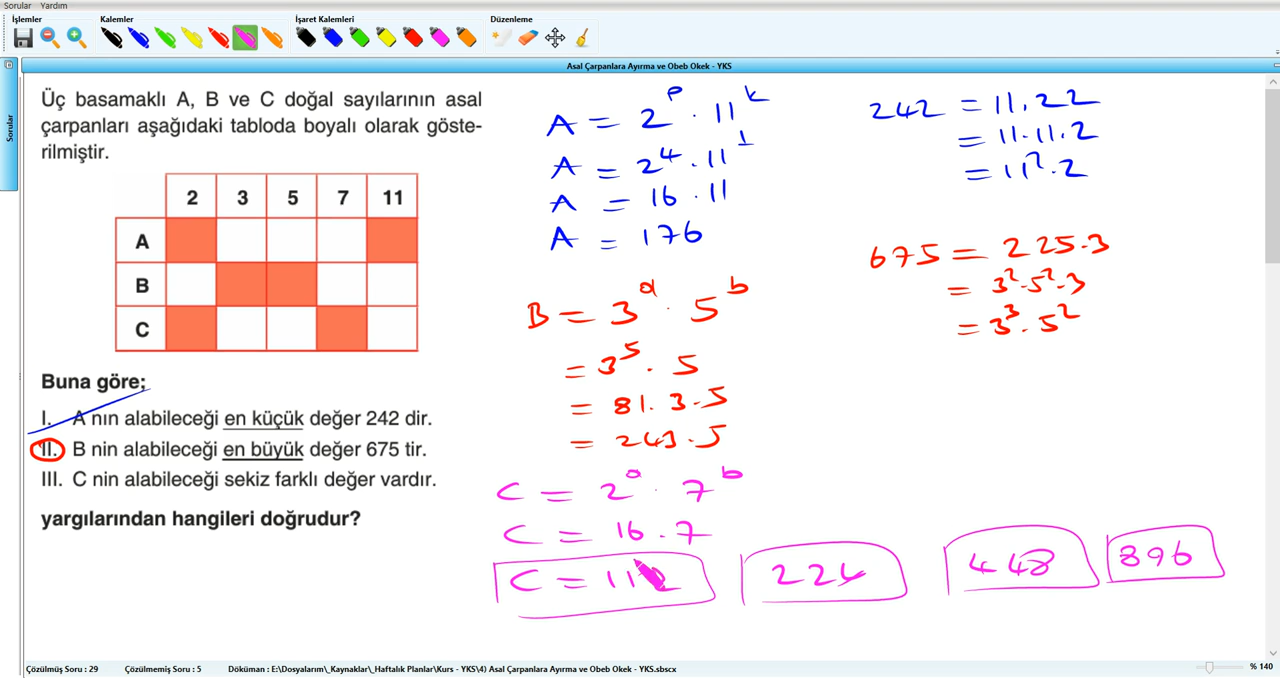 Sorular Yardım
İşlemler Kalemler İşaret Kalemleri Düzenleme
Asal Çarpanlara Ayırma ve Obeb Okek - YKS
Sorular
Üç basamaklı A, B ve C doğal sayılarının asal
çarpanları aşağıdaki tabloda boyalı olarak göste-
rilmiştir.
2 3 5 7 11
A
B
C
Buna göre;
I. A nın alabileceği en küçük değer 242 dir.
II. B nin alabileceği en büyük değer 675 tir.
III. C nin alabileceği sekiz farklı değer vardır.
yargılarından hangileri doğrudur?
A = 2^p . 11^k
A = 2^4 . 11^1
A = 16 . 11
A = 176
242 = 11.22
= 11.11.2
= 11^2.2
B = 3^a . 5^b
= 3^5 . 5
= 81.3.5
= 243.5
675 = 225.3
= 3^2.5^2.3
= 3^3.5^2
C = 2^a . 7^b
C = 16.7
C = 112
224
448
896
Çözülmüş Soru : 29 Çözülmemiş Soru : 5 Döküman : E:\Dosyalarım\_Kaynaklar\_Haftalık Planlar\Kurs - YKS\4) Asal Çarpanlara Ayırma ve Obeb Okek - YKS.sbscx % 140